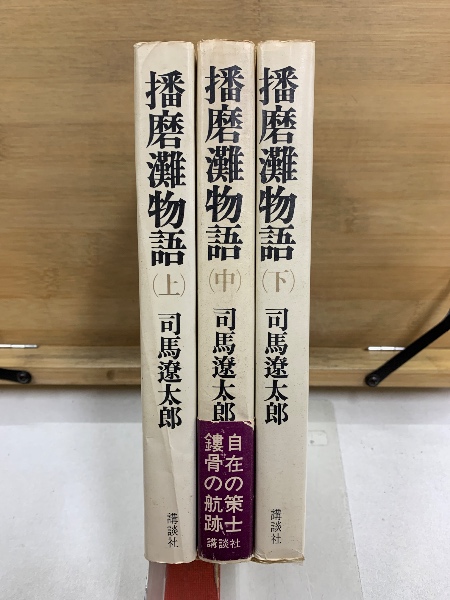 播磨灘物語
(上)
司馬遼太郎
講談社
播磨灘物語
(中)
司馬遼太郎
自在の策士
鏤骨の航跡
講談社
播磨灘物語
(下)
司馬遼太郎
講談社